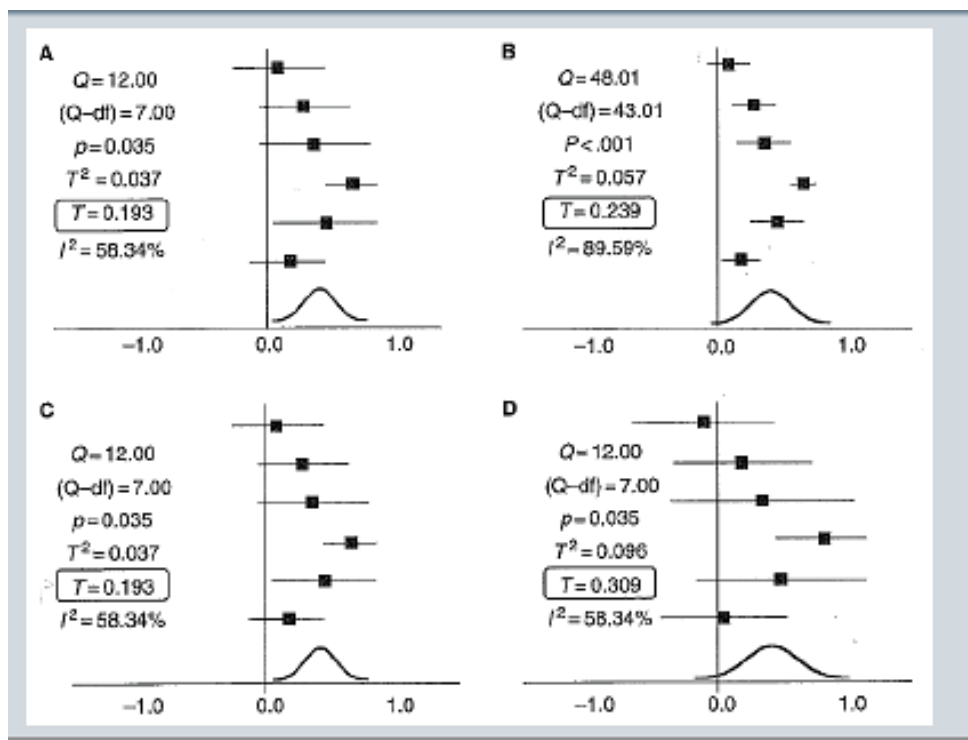 A
Q= 12.00
(Q–df) = 7.00
p= 0.035
T² = 0.037
T= 0.193
I² = 58.34%
–1.0 0.0 1.0
B
Q= 48.01
(Q–df) = 43.01
P< .001
T² = 0.057
T= 0.239
I² = 89.59%
–1.0 0.0 1.0
C
Q= 12.00
(Q–df) = 7.00
p= 0.035
T² = 0.037
T= 0.193
I² = 58.34%
–1.0 0.0 1.0
D
Q= 12.00
(Q–df) = 7.00
p= 0.035
T² = 0.096
T= 0.309
I² = 58.34%
–1.0 0.0 1.0